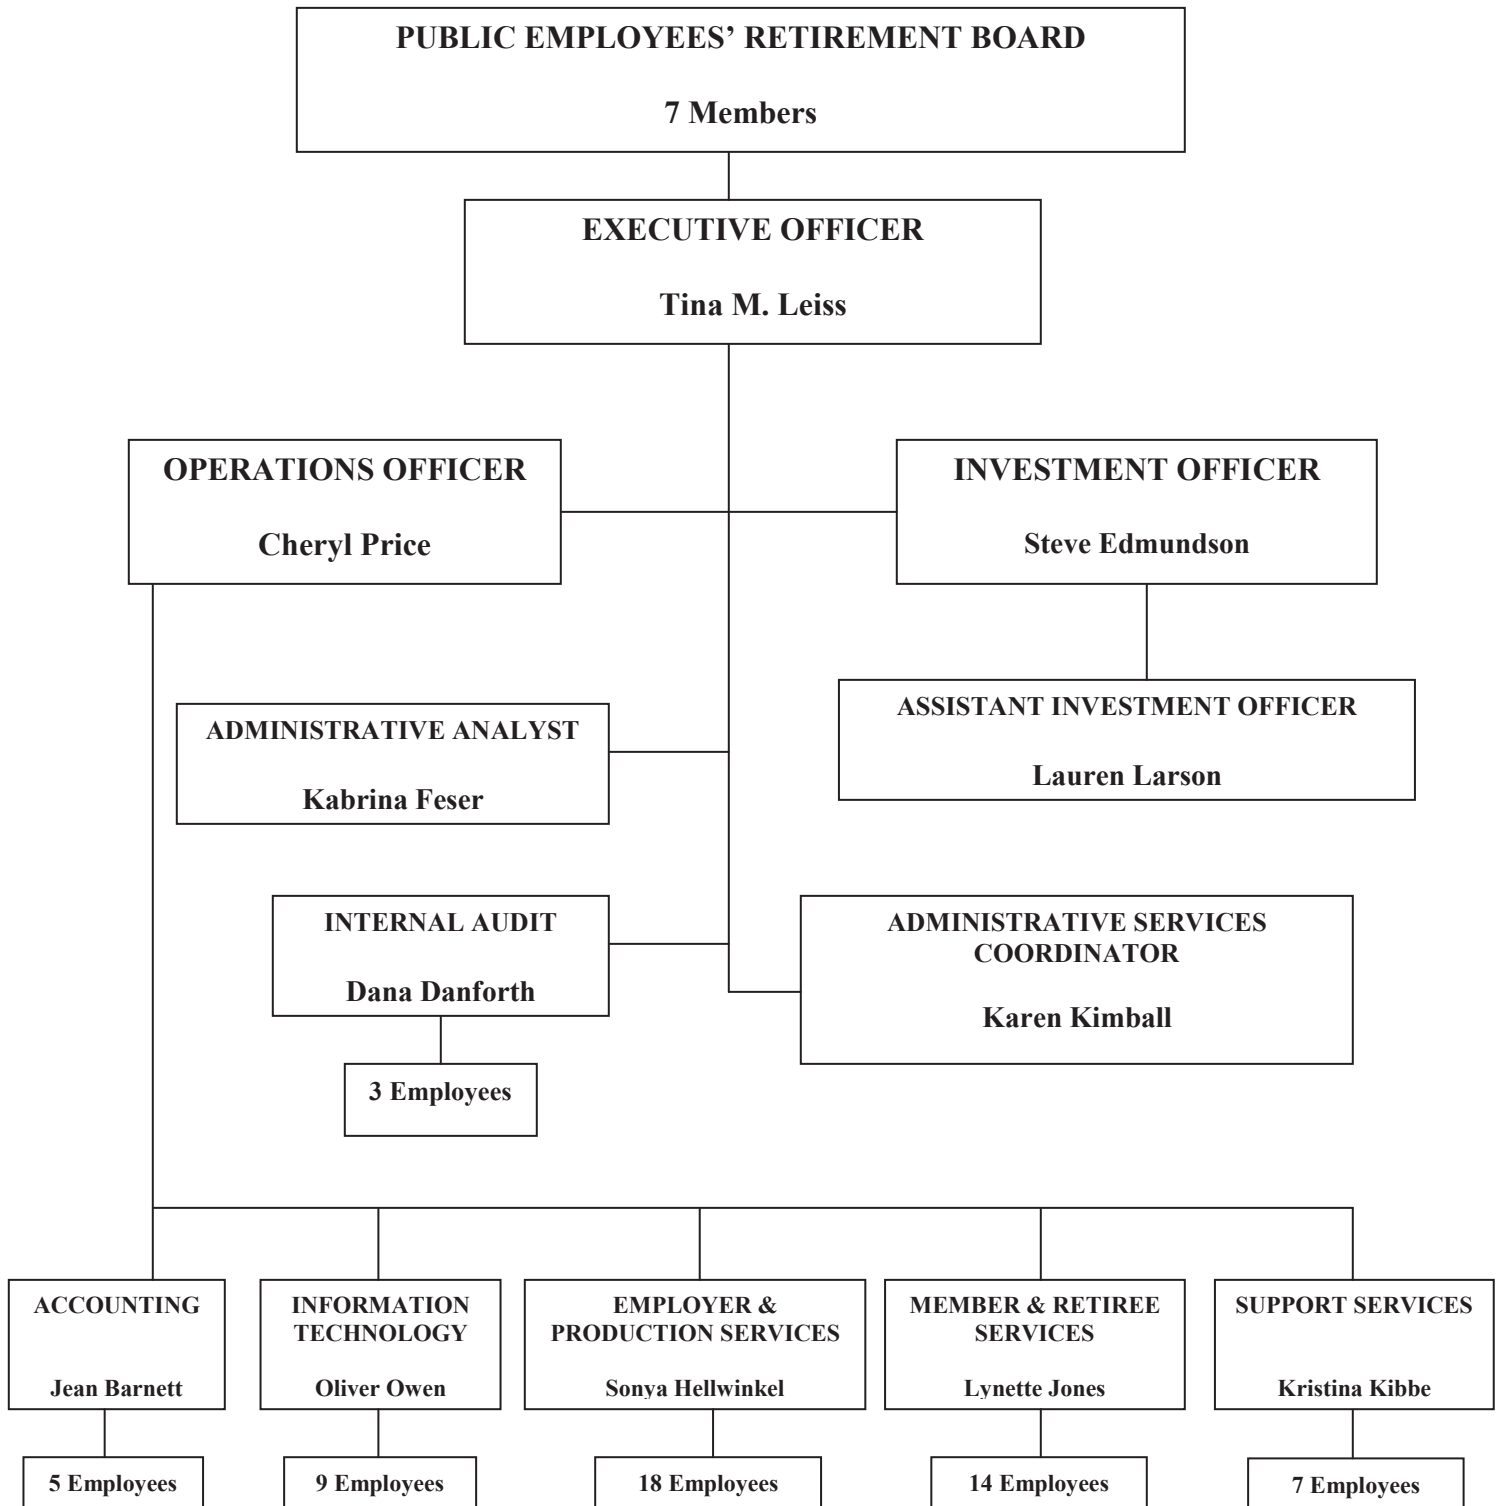 PUBLIC EMPLOYEES’ RETIREMENT BOARD
7 Members
EXECUTIVE OFFICER
Tina M. Leiss
OPERATIONS OFFICER
Cheryl Price
INVESTMENT OFFICER
Steve Edmundson
ADMINISTRATIVE ANALYST
Kabrina Feser
ASSISTANT INVESTMENT OFFICER
Lauren Larson
INTERNAL AUDIT
Dana Danforth
3 Employees
ADMINISTRATIVE SERVICES
COORDINATOR
Karen Kimball
ACCOUNTING
Jean Barnett
5 Employees
INFORMATION
TECHNOLOGY
Oliver Owen
9 Employees
EMPLOYER &
PRODUCTION SERVICES
Sonya Hellwinkel
18 Employees
MEMBER & RETIREE
SERVICES
Lynette Jones
14 Employees
SUPPORT SERVICES
Kristina Kibbe
7 Employees